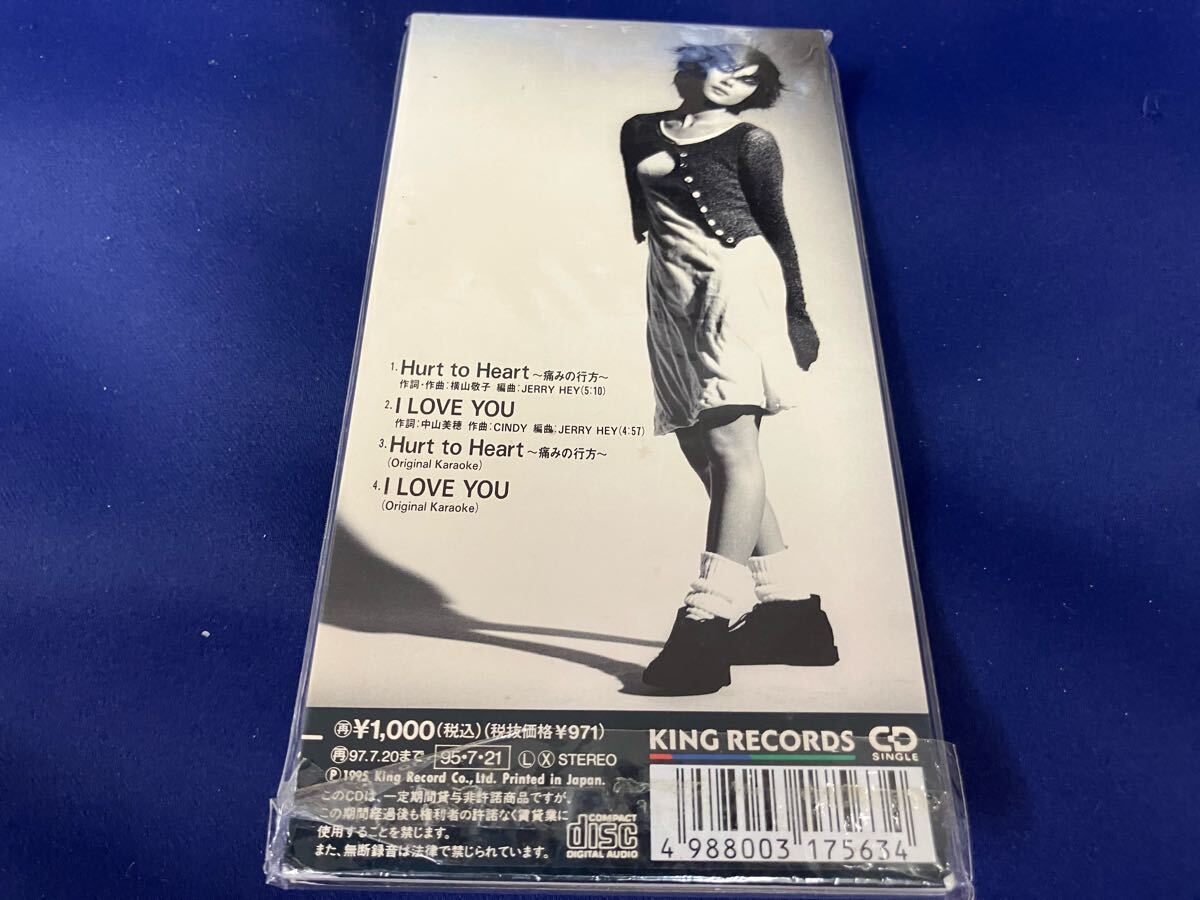 1. Hurt to Heart ～痛みの行方～
作詞・作曲:横山敬子 編曲:JERRY HEY(5:10)
2. I LOVE YOU
作詞:中山美穂 作曲:CINDY 編曲:JERRY HEY(4:57)
3. Hurt to Heart ～痛みの行方～
(Original Karaoke)
4. I LOVE YOU
(Original Karaoke)
再 ¥1,000(税込)(税抜価格¥971)
再 97.7.20まで 95・7・21 L X STEREO
Ⓟ1995 King Record Co., Ltd. Printed in Japan.
このCDは、一定期間貸与非許諾商品ですが、
この期間経過後も権利者の許諾なく賃貸業に
使用することを禁じます。
また、無断録音は法律で禁じられています。
COMPACT
disc
DIGITAL AUDIO
KING RECORDS
CD
SINGLE
4 988003 175634